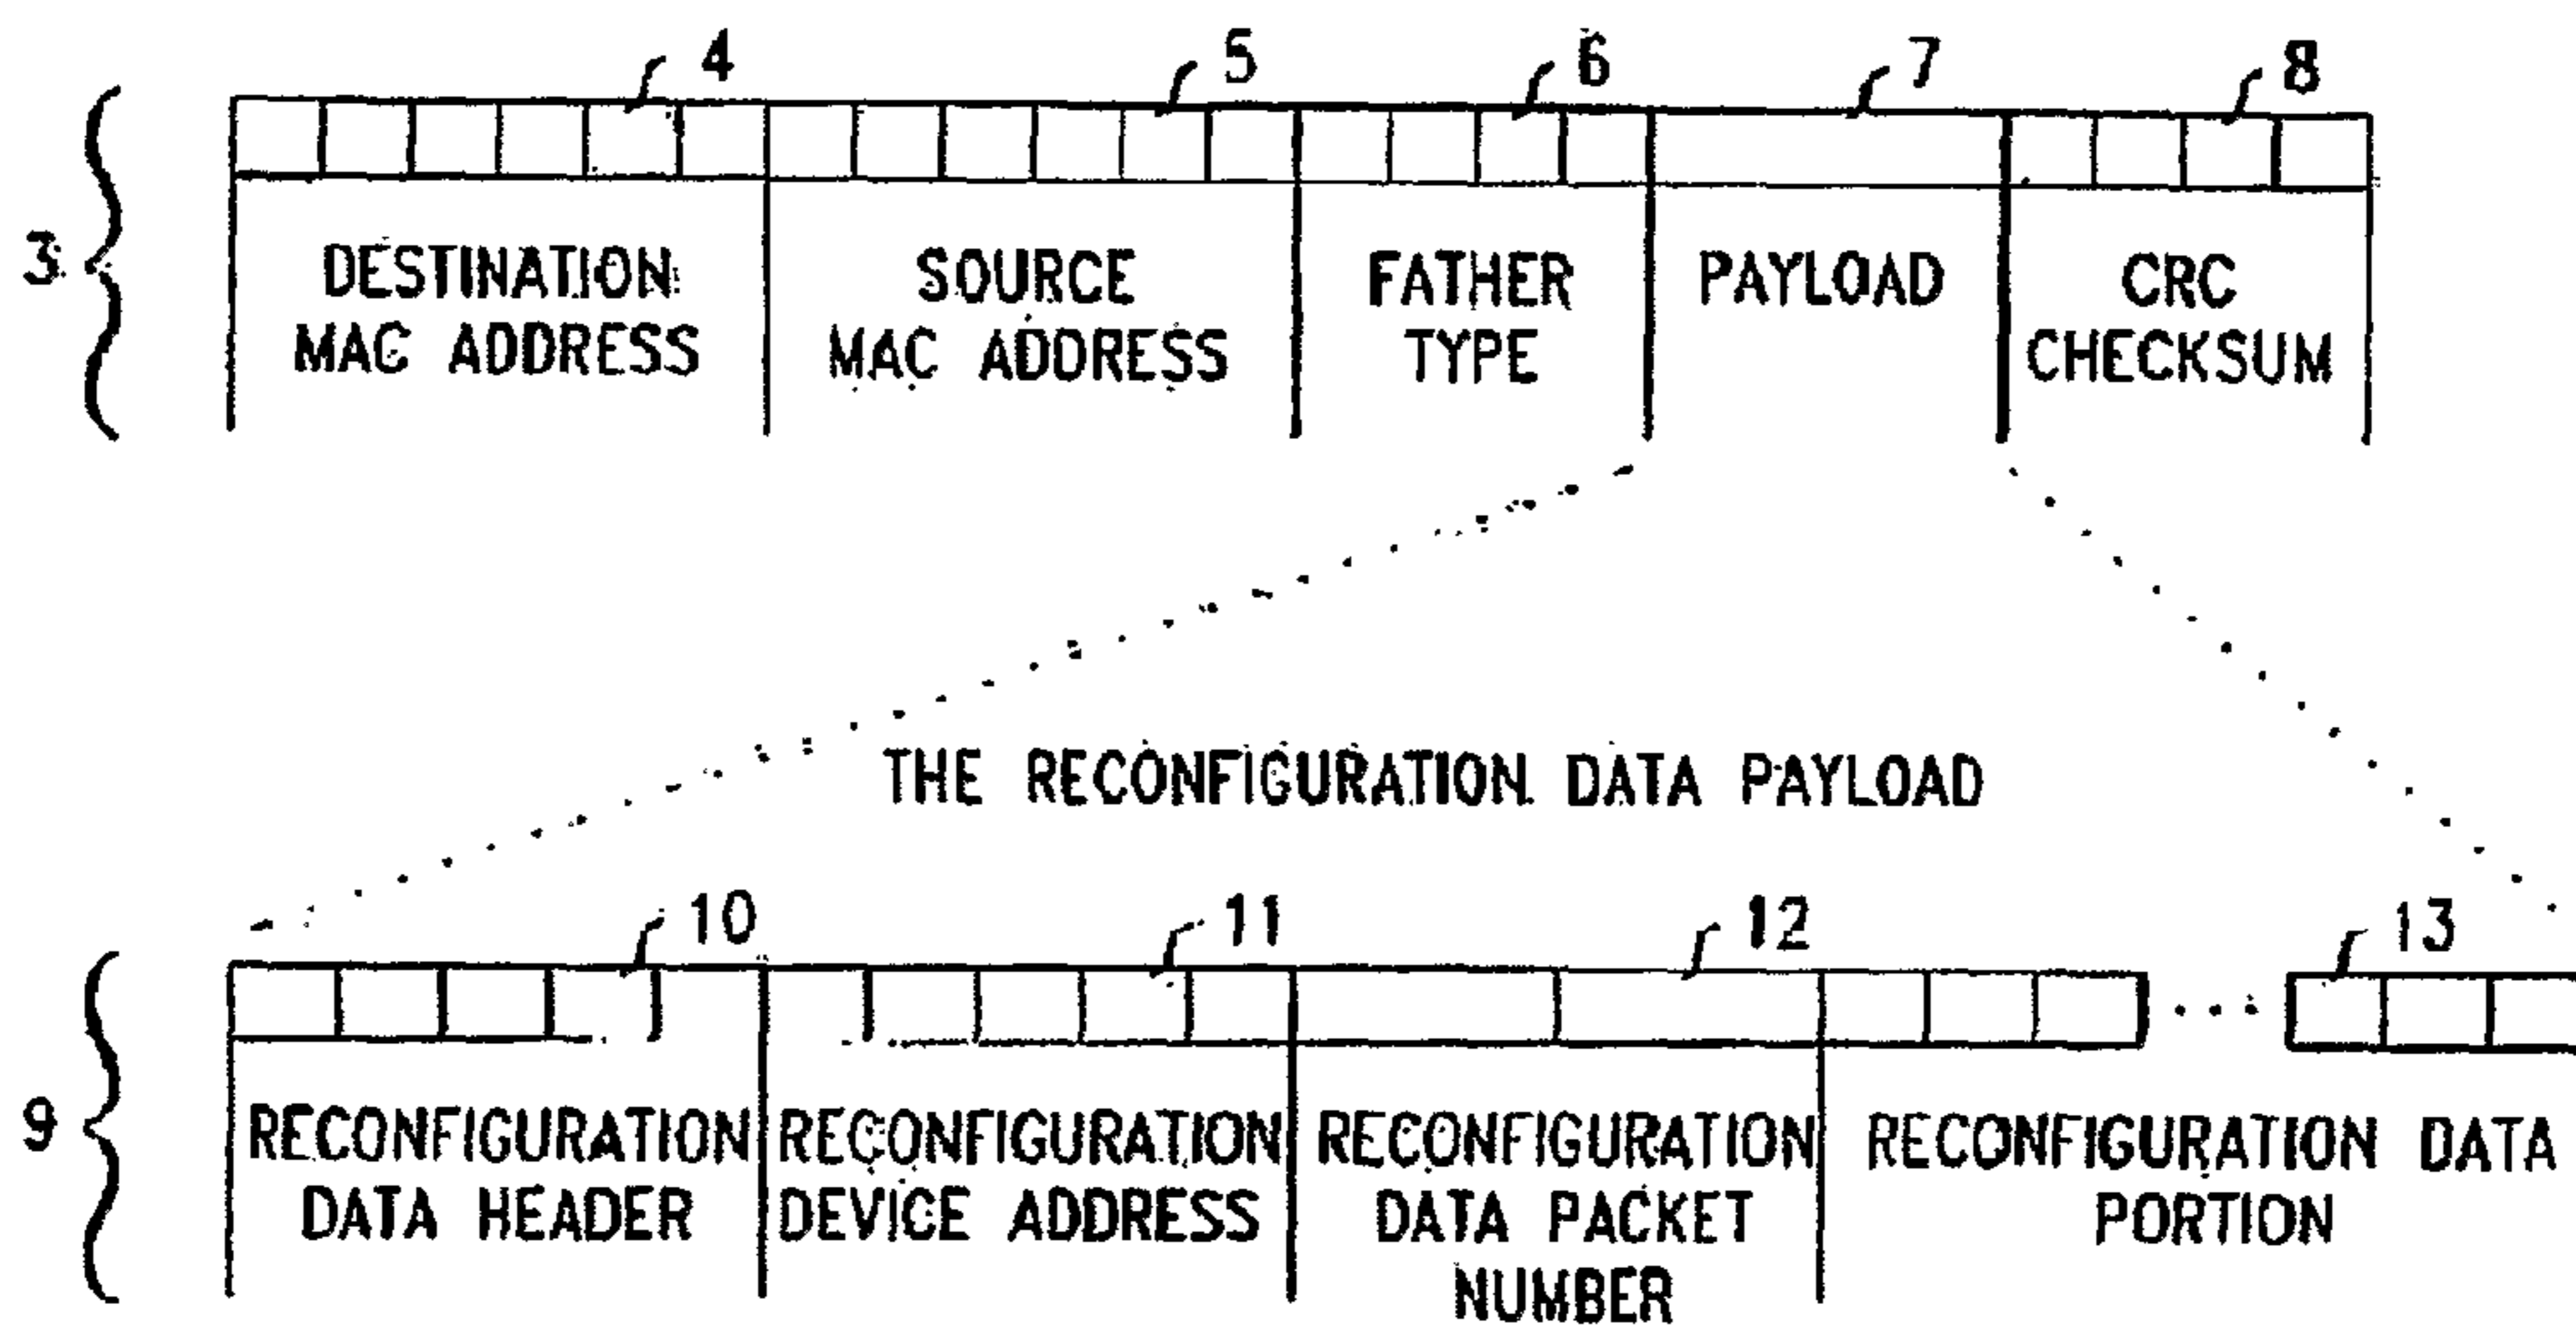 4 5 6 7 8
3
DESTINATION MAC ADDRESS
SOURCE MAC ADDRESS
FATHER TYPE
PAYLOAD
CRC CHECKSUM
THE RECONFIGURATION DATA PAYLOAD
10 11 12 13
...
9
RECONFIGURATION DATA HEADER
RECONFIGURATION DEVICE ADDRESS
RECONFIGURATION DATA PACKET NUMBER
RECONFIGURATION DATA PORTION